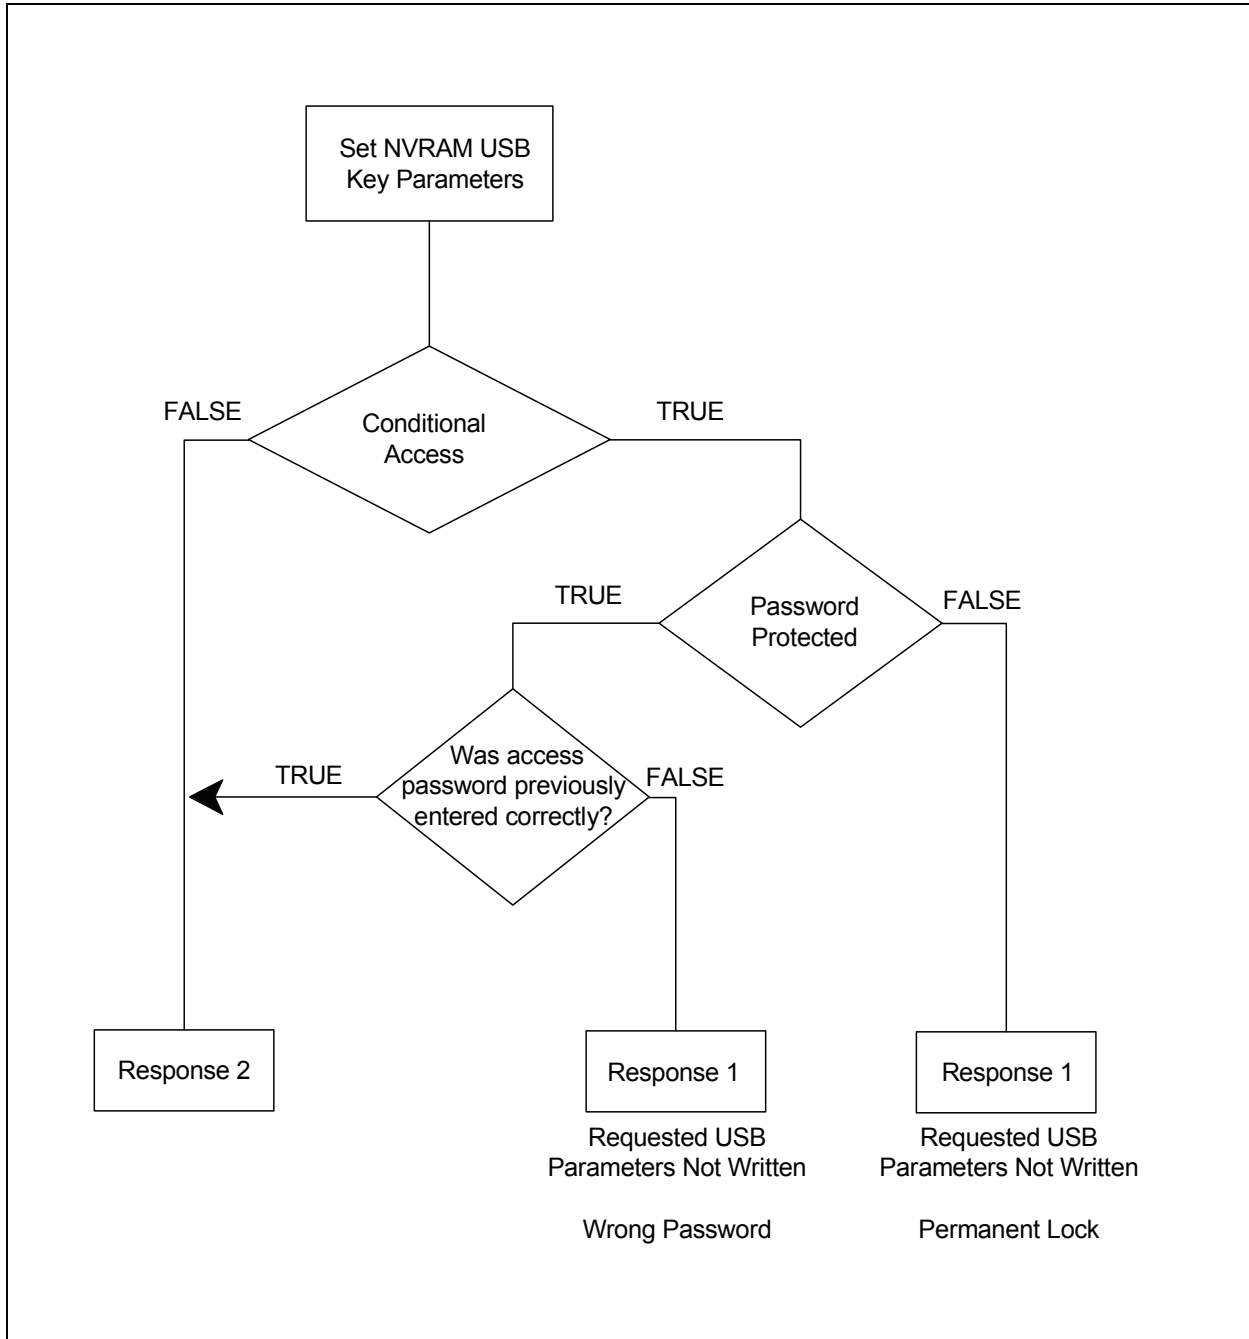 Set NVRAM USB
Key Parameters
FALSE
TRUE
Conditional
Access
TRUE
FALSE
Password
Protected
TRUE
FALSE
Was access
password previously
entered correctly?
Response 2
Response 1
Response 1
Requested USB
Parameters Not Written
Wrong Password
Requested USB
Parameters Not Written
Permanent Lock